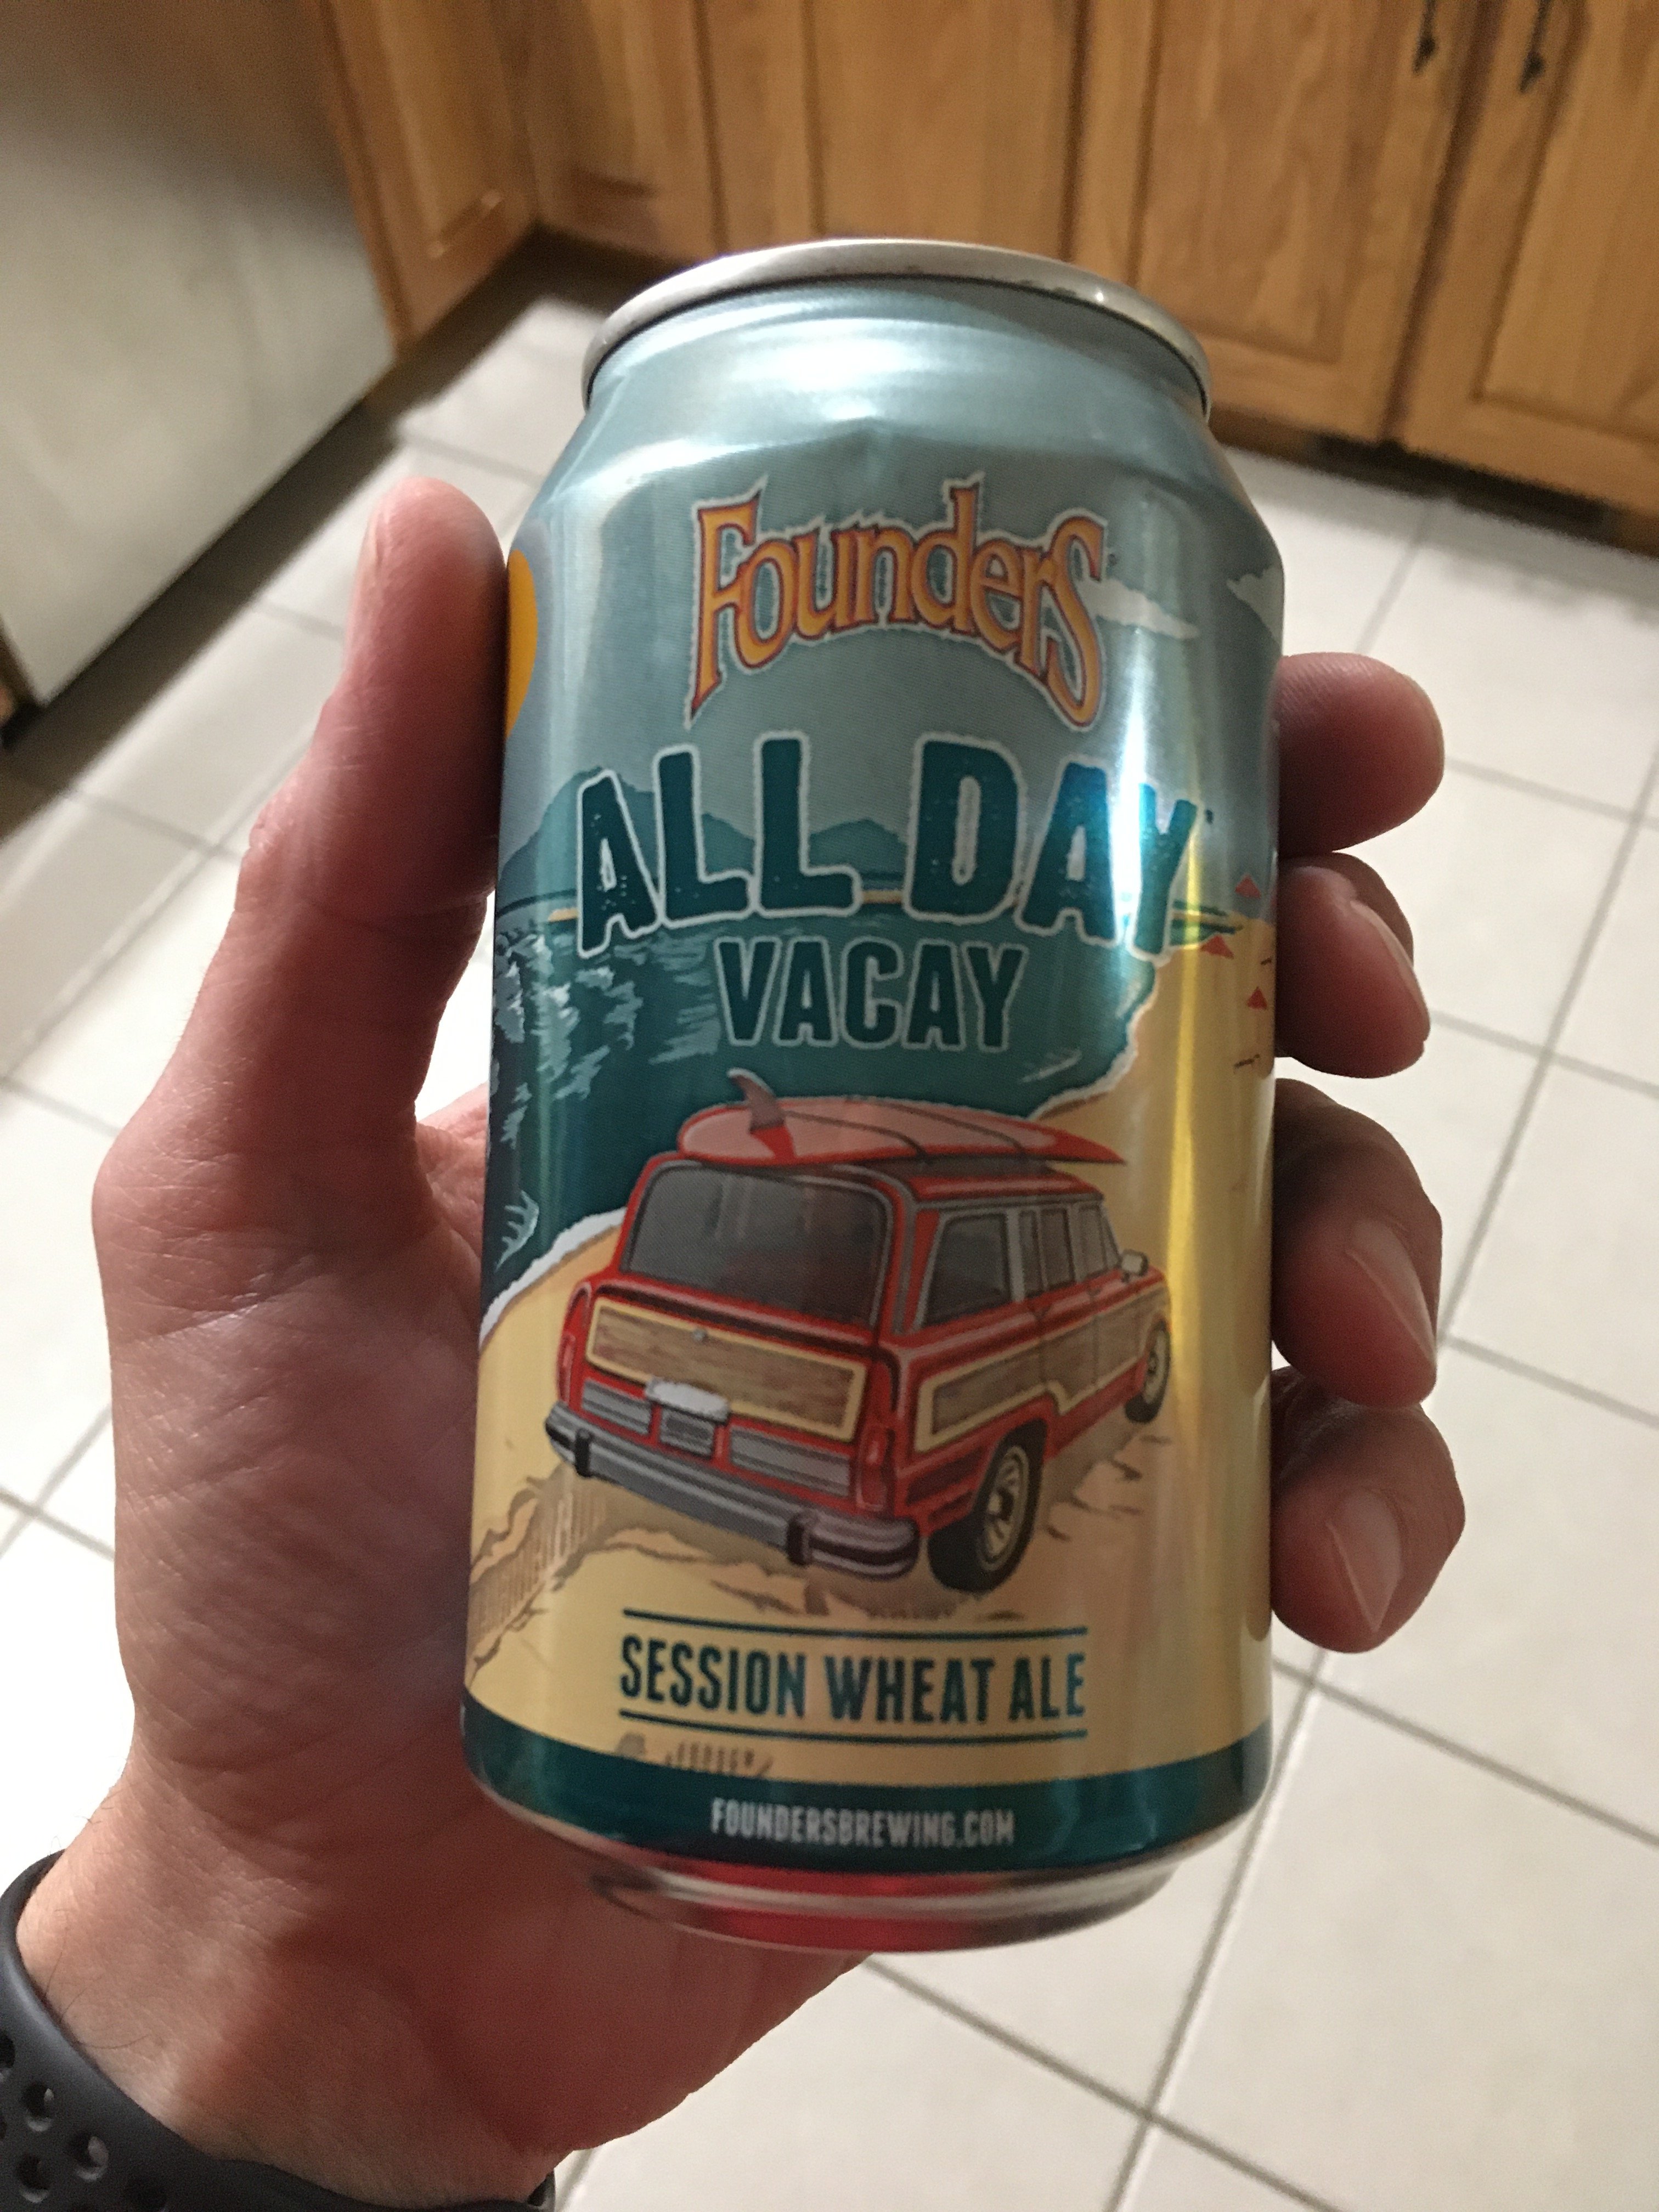 Founders
ALL DAY
VACAY
SESSION WHEAT ALE
FOUNDERSBREWING.COM